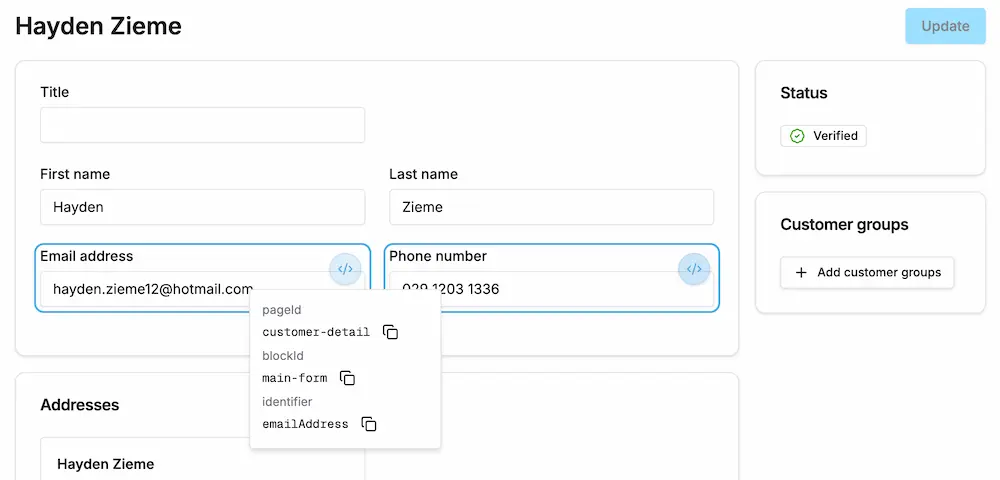 Hayden Zieme
Update
Title
First name
Last name
Hayden
Zieme
Email address
</>
Phone number
</>
hayden.zieme12@hotmail.com
029 1203 1336
pageId
customer-detail
blockId
main-form
identifier
emailAddress
Addresses
Hayden Zieme
Status
Verified
Customer groups
+ Add customer groups